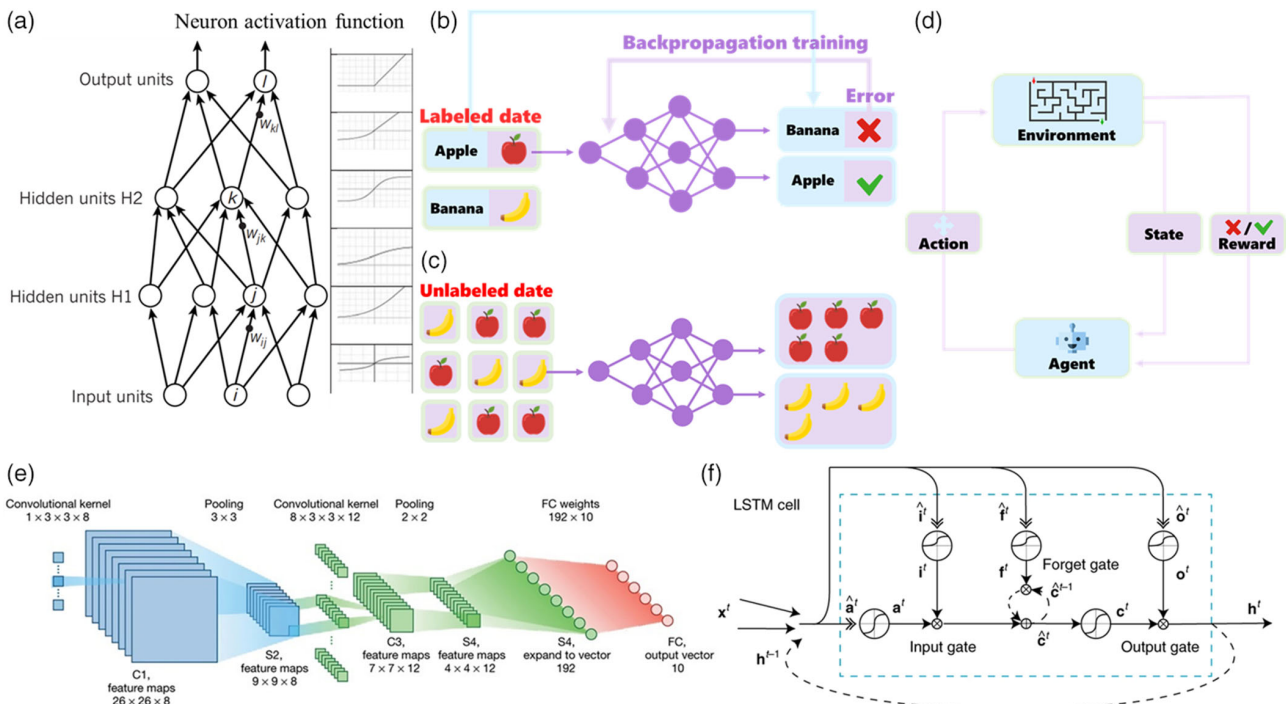 (a)
Neuron activation function
Output units
l
w_kl
Hidden units H2
k
w_jk
Hidden units H1
j
w_ij
Input units
i
(b)
Backpropagation training
Error
Labeled date
Apple
Banana
Banana
Apple
(c)
Unlabeled date
(d)
Environment
Action
State
/
Reward
Agent
(e)
Convolutional kernel
1 × 3 × 3 × 8
Pooling
3 × 3
Convolutional kernel
8 × 3 × 3 × 12
Pooling
2 × 2
FC weights
192 × 10
C1,
feature maps
26 × 26 × 8
S2,
feature maps
9 × 9 × 8
C3,
feature maps
7 × 7 × 12
S4,
feature maps
4 × 4 × 12
S4,
expand to vector
192
FC,
output vector
10
(f)
LSTM cell
î^t
f̂^t
ô^t
i^t
f^t
Forget gate
o^t
ĉ^t−1
x^t
â^t
a^t
ĉ^t
c^t
h^t
h^t−1
Input gate
Output gate